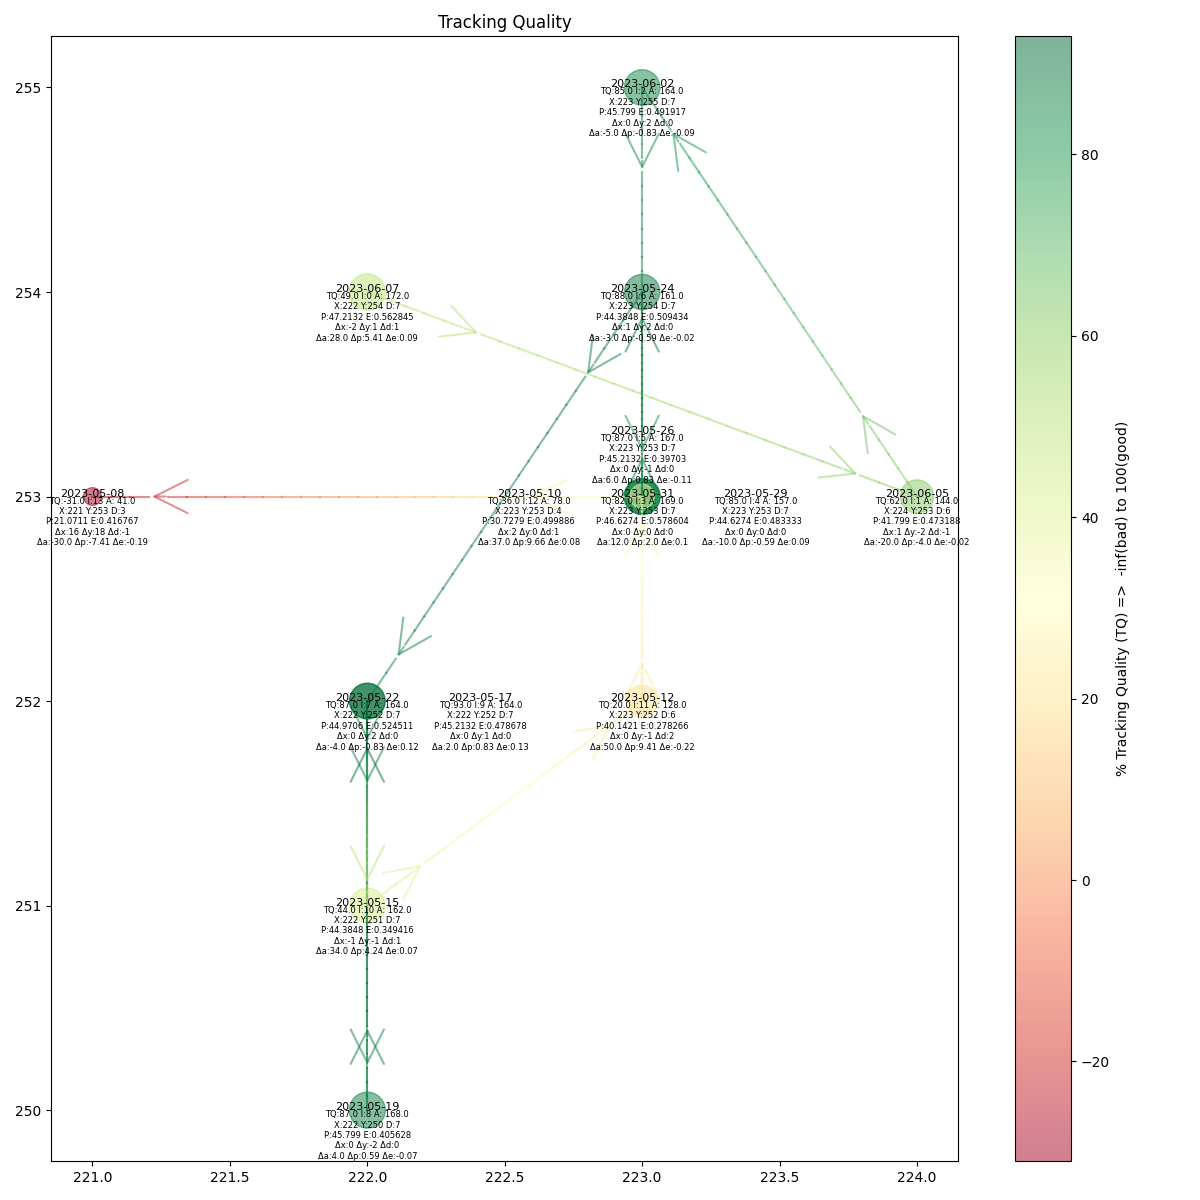 Tracking Quality
255
254
253
252
251
250
221.0
221.5
222.0
222.5
223.0
223.5
224.0
2023-06-02
TQ:85.0 I:2 A: 164.0
X:223 Y:255 D:7
P:45.799 E:0.491917
Δx:0 Δy:2 Δd:0
Δa:-5.0 Δp:-0.83 Δe:-0.09
2023-06-07
TQ:49.0 I:0 A: 172.0
X:222 Y:254 D:7
P:47.2132 E:0.562845
Δx:-2 Δy:1 Δd:1
Δa:28.0 Δp:5.41 Δe:0.09
2023-05-24
TQ:88.0 I:6 A: 161.0
X:223 Y:254 D:7
P:44.3848 E:0.509434
Δx:1 Δy:2 Δd:0
Δa:-3.0 Δp:-0.59 Δe:-0.02
2023-05-26
TQ:87.0 I:5 A: 167.0
X:223 Y:253 D:7
P:45.2132 E:0.39703
Δx:0 Δy:-1 Δd:0
Δa:6.0 Δp:0.83 Δe:-0.11
2023-05-08
TQ:-31.0 I:13 A: 41.0
X:221 Y:253 D:3
P:21.0711 E:0.416767
Δx:16 Δy:18 Δd:-1
Δa:-30.0 Δp:-7.41 Δe:-0.19
2023-05-10
TQ:36.0 I:12 A: 78.0
X:223 Y:253 D:4
P:30.7279 E:0.499886
Δx:2 Δy:0 Δd:1
Δa:37.0 Δp:9.66 Δe:0.08
2023-05-31
TQ:82.0 I:3 A: 169.0
X:223 Y:253 D:7
P:46.6274 E:0.578604
Δx:0 Δy:0 Δd:0
Δa:12.0 Δp:2.0 Δe:0.1
2023-05-29
TQ:85.0 I:4 A: 157.0
X:223 Y:253 D:7
P:44.6274 E:0.483333
Δx:0 Δy:0 Δd:0
Δa:-10.0 Δp:-0.59 Δe:0.09
2023-06-05
TQ:62.0 I:1 A: 144.0
X:224 Y:253 D:6
P:41.799 E:0.473188
Δx:1 Δy:-2 Δd:-1
Δa:-20.0 Δp:-4.0 Δe:-0.02
2023-05-22
TQ:87.0 I:7 A: 164.0
X:222 Y:252 D:7
P:44.9706 E:0.524511
Δx:0 Δy:2 Δd:0
Δa:-4.0 Δp:-0.83 Δe:0.12
2023-05-17
TQ:93.0 I:9 A: 164.0
X:222 Y:252 D:7
P:45.2132 E:0.478678
Δx:0 Δy:1 Δd:0
Δa:2.0 Δp:0.83 Δe:0.13
2023-05-12
TQ:20.0 I:11 A: 128.0
X:223 Y:252 D:6
P:40.1421 E:0.278266
Δx:0 Δy:-1 Δd:2
Δa:50.0 Δp:9.41 Δe:-0.22
2023-05-15
TQ:44.0 I:10 A: 162.0
X:222 Y:251 D:7
P:44.3848 E:0.349416
Δx:-1 Δy:-1 Δd:1
Δa:34.0 Δp:4.24 Δe:0.07
2023-05-19
TQ:87.0 I:8 A: 168.0
X:222 Y:250 D:7
P:45.799 E:0.405628
Δx:0 Δy:-2 Δd:0
Δa:4.0 Δp:0.59 Δe:-0.07
80
60
40
20
0
−20
% Tracking Quality (TQ) => -inf(bad) to 100(good)